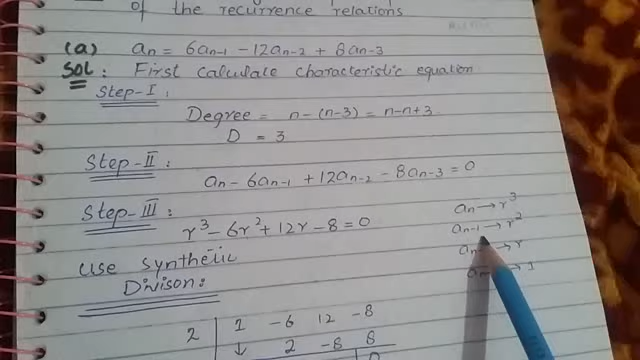 of the recurrence relations
(a) an = 6an-1 - 12an-2 + 8an-3
Sol: First calculate characteristic equation
Step-I:
Degree = n-(n-3) = n-n+3
D = 3
Step-II:
an - 6an-1 + 12an-2 - 8an-3 = 0
Step-III:
r³ - 6r² + 12r - 8 = 0
an → r³
an-1 → r²
an → r
→ 1
Use synthetic
Divison:
2 | 1 -6 12 -8
↓ 2 -8 8
0